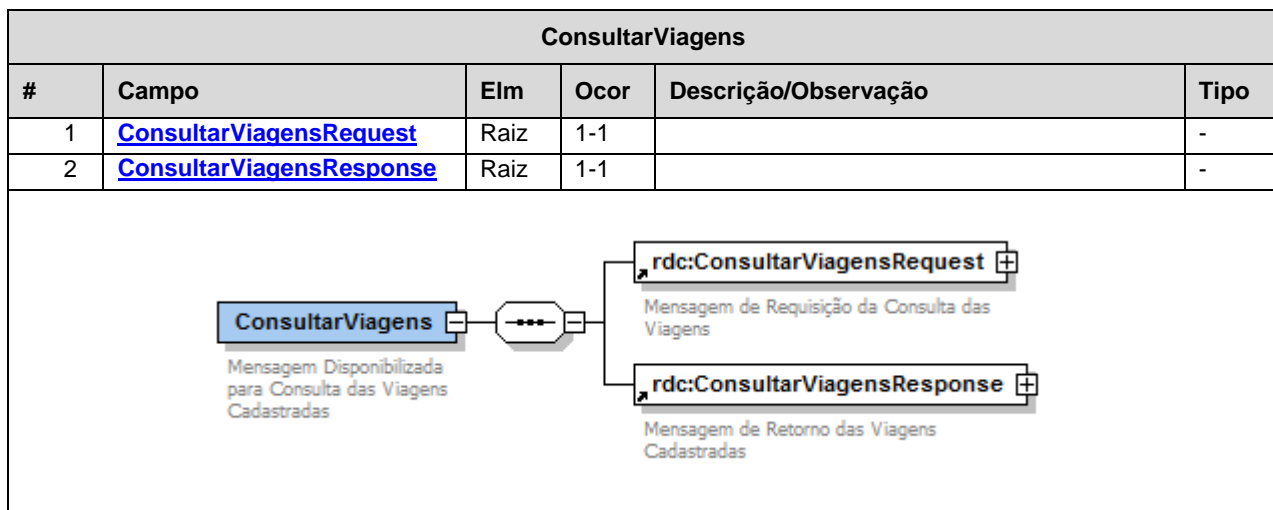 ConsultarViagens
# Campo Elm Ocor Descrição/Observação Tipo
1 ConsultarViagensRequest Raiz 1-1 -
2 ConsultarViagensResponse Raiz 1-1 -
rdc:ConsultarViagensRequest
Mensagem de Requisição da Consulta das
Viagens
ConsultarViagens
Mensagem Disponibilizada
para Consulta das Viagens
Cadastradas
rdc:ConsultarViagensResponse
Mensagem de Retorno das Viagens
Cadastradas